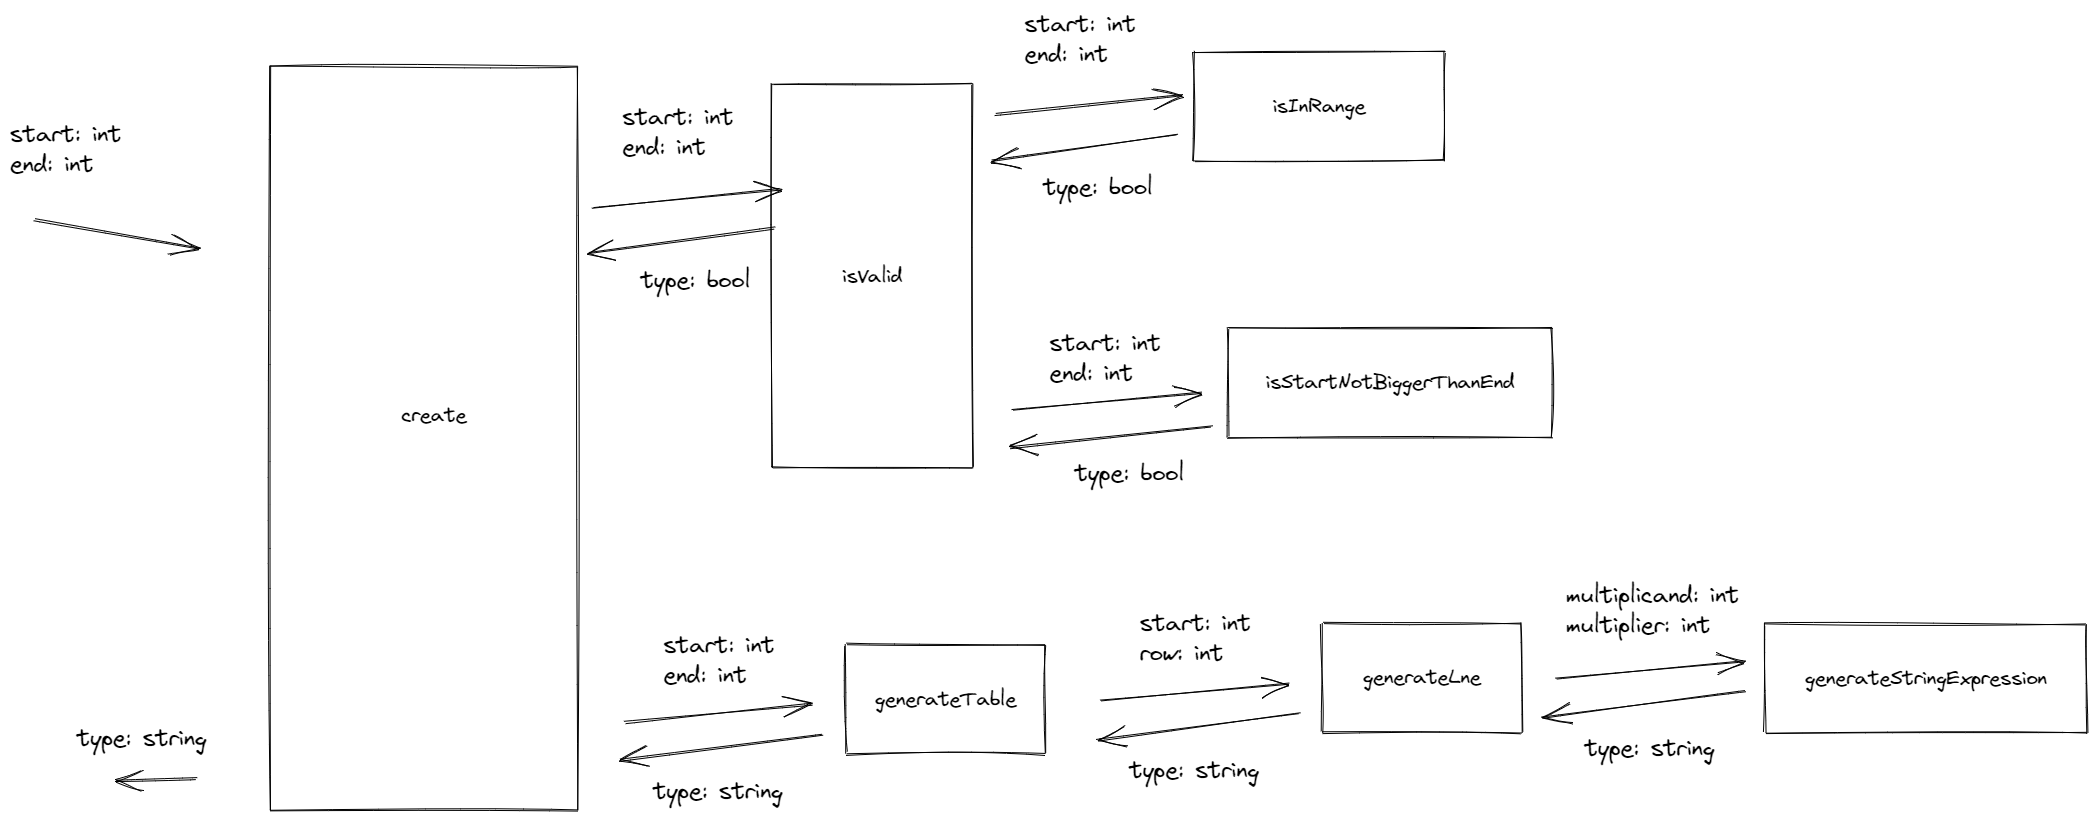 start: int
end: int
create
type: string
start: int
end: int
type: bool
isValid
start: int
end: int
isInRange
type: bool
start: int
end: int
isStartNotBiggerThanEnd
type: bool
start: int
end: int
generateTable
type: string
start: int
row: int
generateLne
type: string
multiplicand: int
multiplier: int
generateStringExpression
type: string